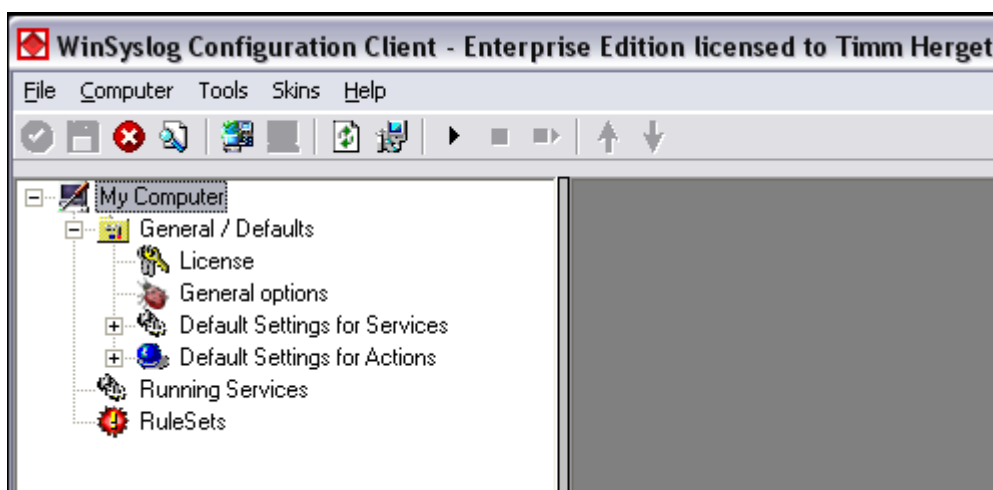 WinSyslog Configuration Client - Enterprise Edition licensed to Timm Herget
File Computer Tools Skins Help
My Computer
General / Defaults
License
General options
Default Settings for Services
Default Settings for Actions
Running Services
RuleSets